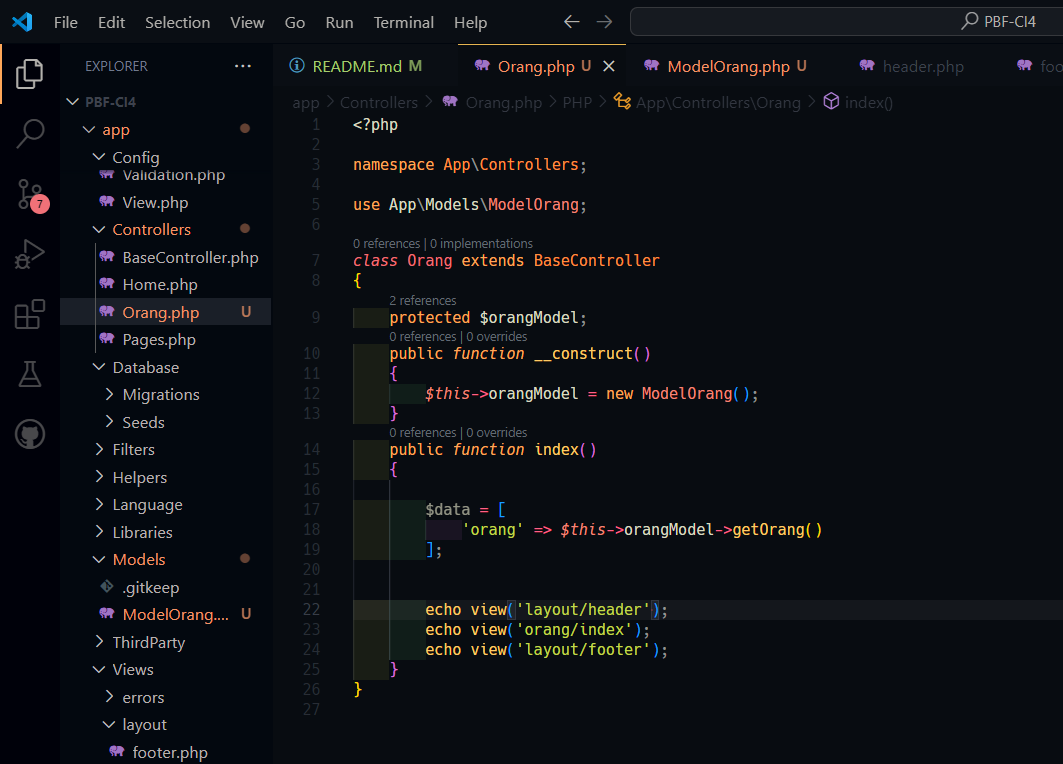 File Edit Selection View Go Run Terminal Help PBF-CI4
EXPLORER
README.md M Orang.php U ModelOrang.php U header.php foo
PBF-CI4
app
Config
Validation.php
View.php
Controllers
BaseController.php
Home.php
Orang.php U
Pages.php
Database
Migrations
Seeds
Filters
Helpers
Language
Libraries
Models
.gitkeep
ModelOrang.... U
ThirdParty
Views
errors
layout
footer.php
7
app > Controllers > Orang.php > PHP > App\Controllers\Orang > index()
1 <?php
2
3 namespace App\Controllers;
4
5 use App\Models\ModelOrang;
6
0 references | 0 implementations
7 class Orang extends BaseController
8 {
2 references
9 protected $orangModel;
0 references | 0 overrides
10 public function __construct()
11 {
12 $this->orangModel = new ModelOrang();
13 }
0 references | 0 overrides
14 public function index()
15 {
16
17 $data = [
18 'orang' => $this->orangModel->getOrang()
19 ];
20
21
22 echo view('layout/header');
23 echo view('orang/index');
24 echo view('layout/footer');
25 }
26 }
27